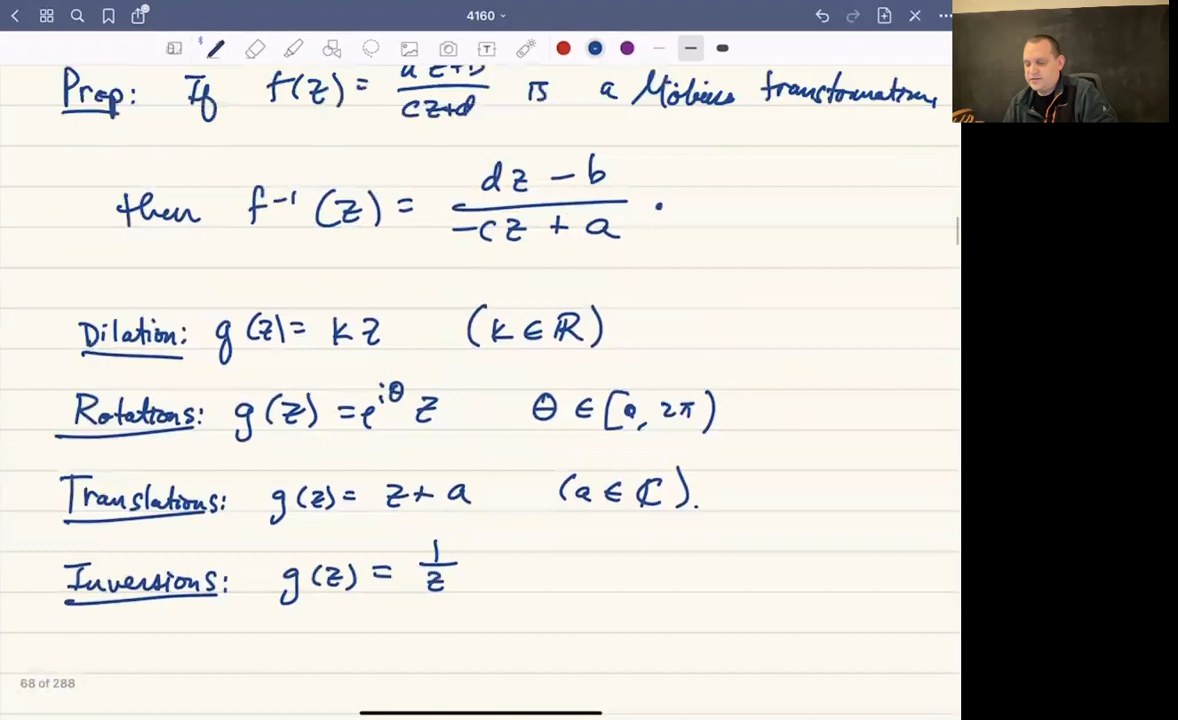 4160
Prop: If f(z) = az+b / cz+d is a Möbius transformation,
then f⁻¹(z) = dz - b / -cz + a .
Dilation: g(z) = kz (k ∈ ℝ)
Rotations: g(z) = e^{iθ} z θ ∈ [0, 2π)
Translations: g(z) = z + a (a ∈ ℂ).
Inversions: g(z) = 1/z
68 of 288